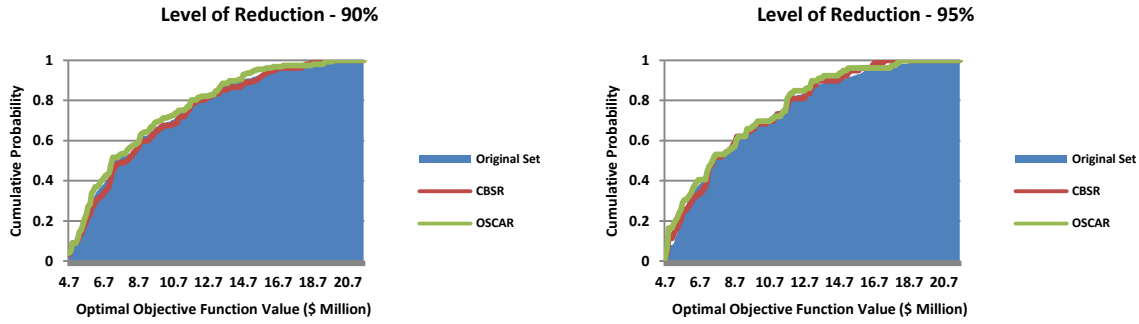 Level of Reduction - 90%
Cumulative Probability
1
0.8
0.6
0.4
0.2
0
4.7 6.7 8.7 10.7 12.7 14.7 16.7 18.7 20.7
Optimal Objective Function Value ($ Million)
Original Set
CBSR
OSCAR
Level of Reduction - 95%
Cumulative Probability
1
0.8
0.6
0.4
0.2
0
4.7 6.7 8.7 10.7 12.7 14.7 16.7 18.7 20.7
Optimal Objective Function Value ($ Million)
Original Set
CBSR
OSCAR